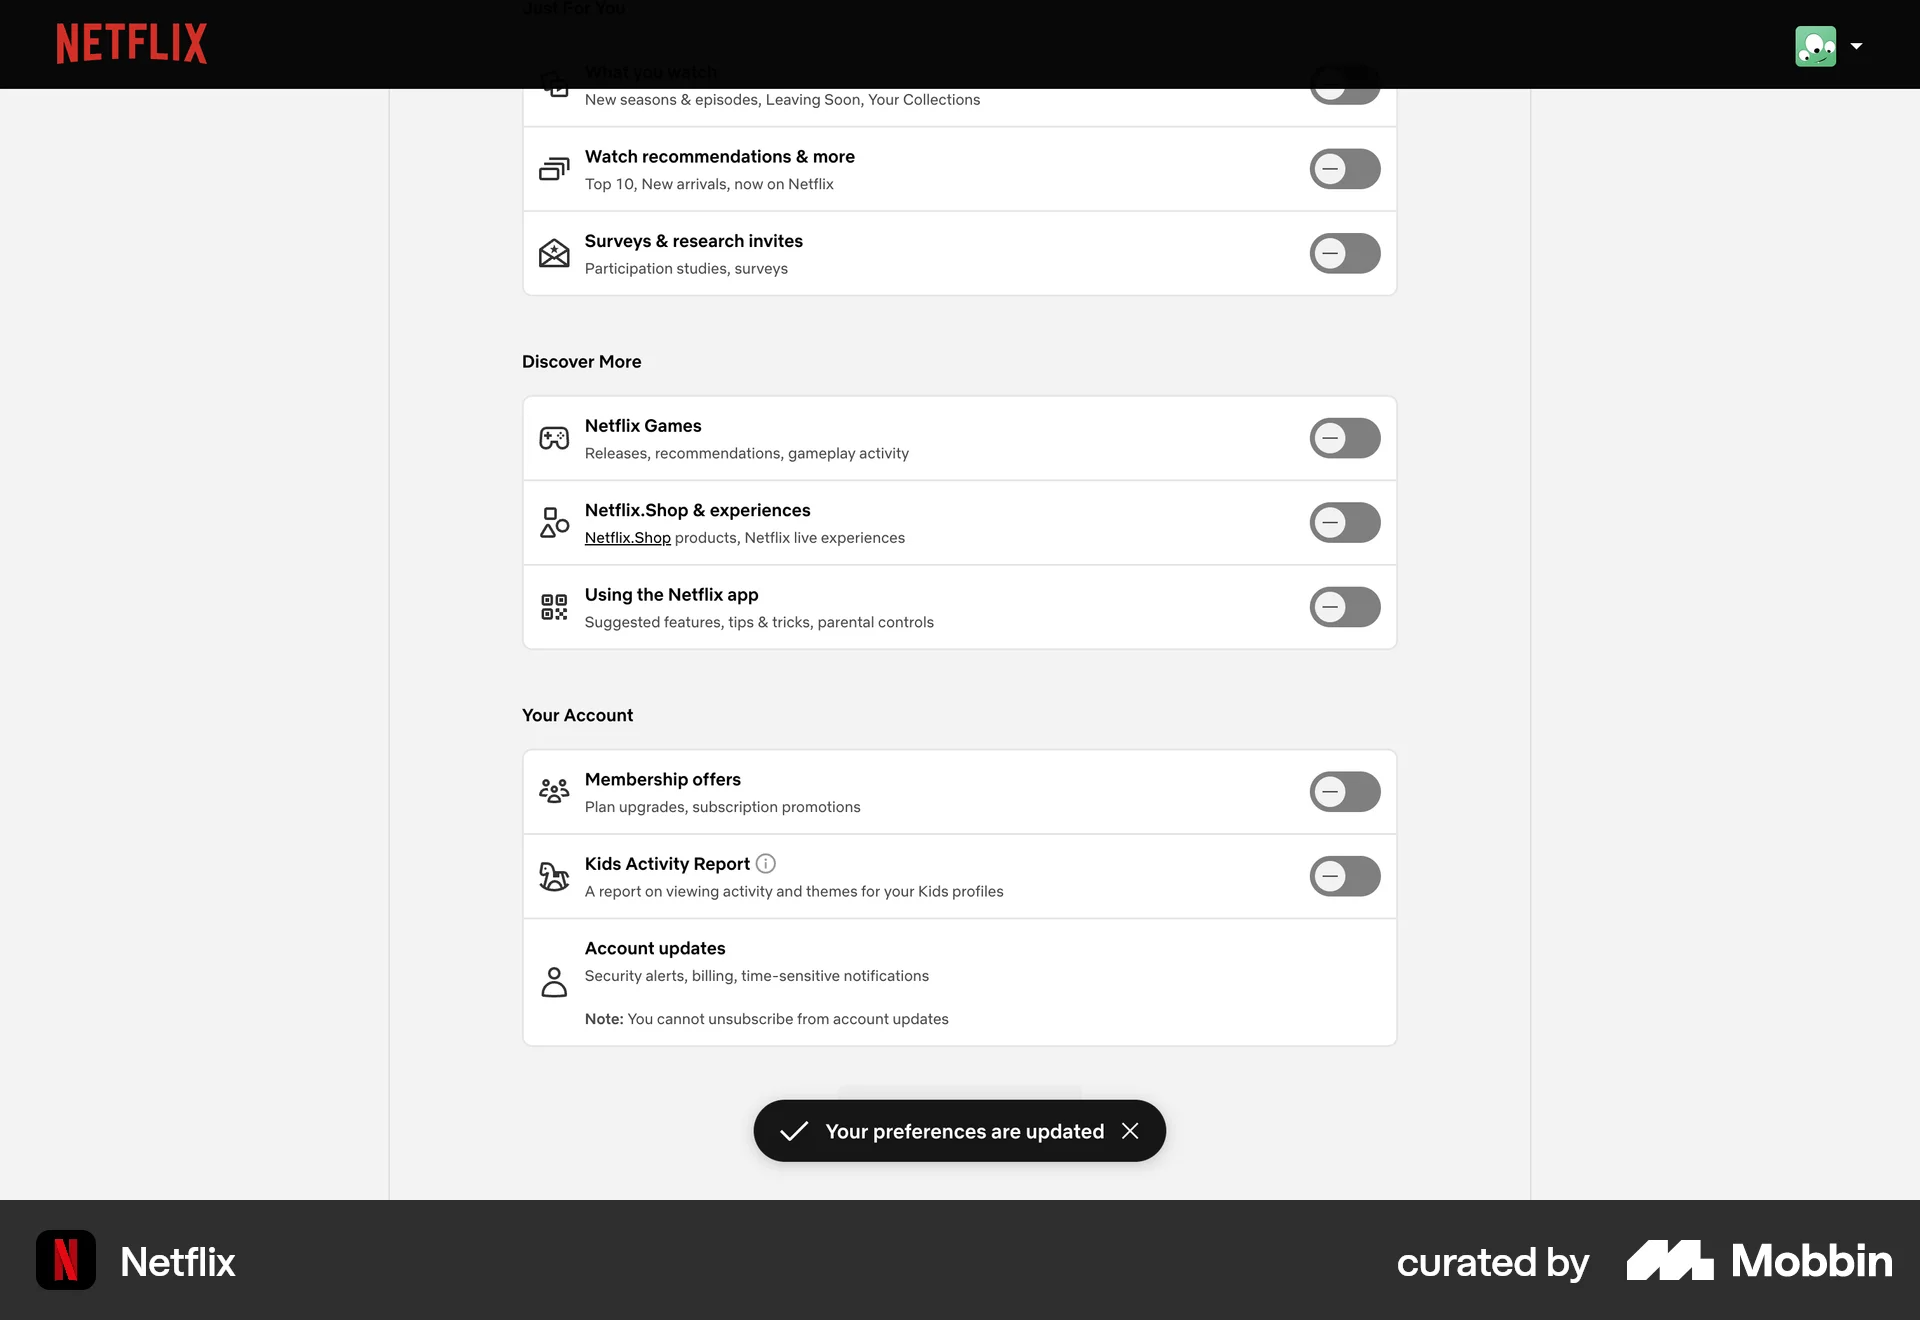 Just For You
NETFLIX
What you watch
New seasons & episodes, Leaving Soon, Your Collections
Watch recommendations & more
Top 10, New arrivals, now on Netflix
Surveys & research invites
Participation studies, surveys
Discover More
Netflix Games
Releases, recommendations, gameplay activity
Netflix.Shop & experiences
Netflix.Shop products, Netflix live experiences
Using the Netflix app
Suggested features, tips & tricks, parental controls
Your Account
Membership offers
Plan upgrades, subscription promotions
Kids Activity Report
A report on viewing activity and themes for your Kids profiles
Account updates
Security alerts, billing, time-sensitive notifications
Note: You cannot unsubscribe from account updates
Your preferences are updated
N Netflix
curated by Mobbin